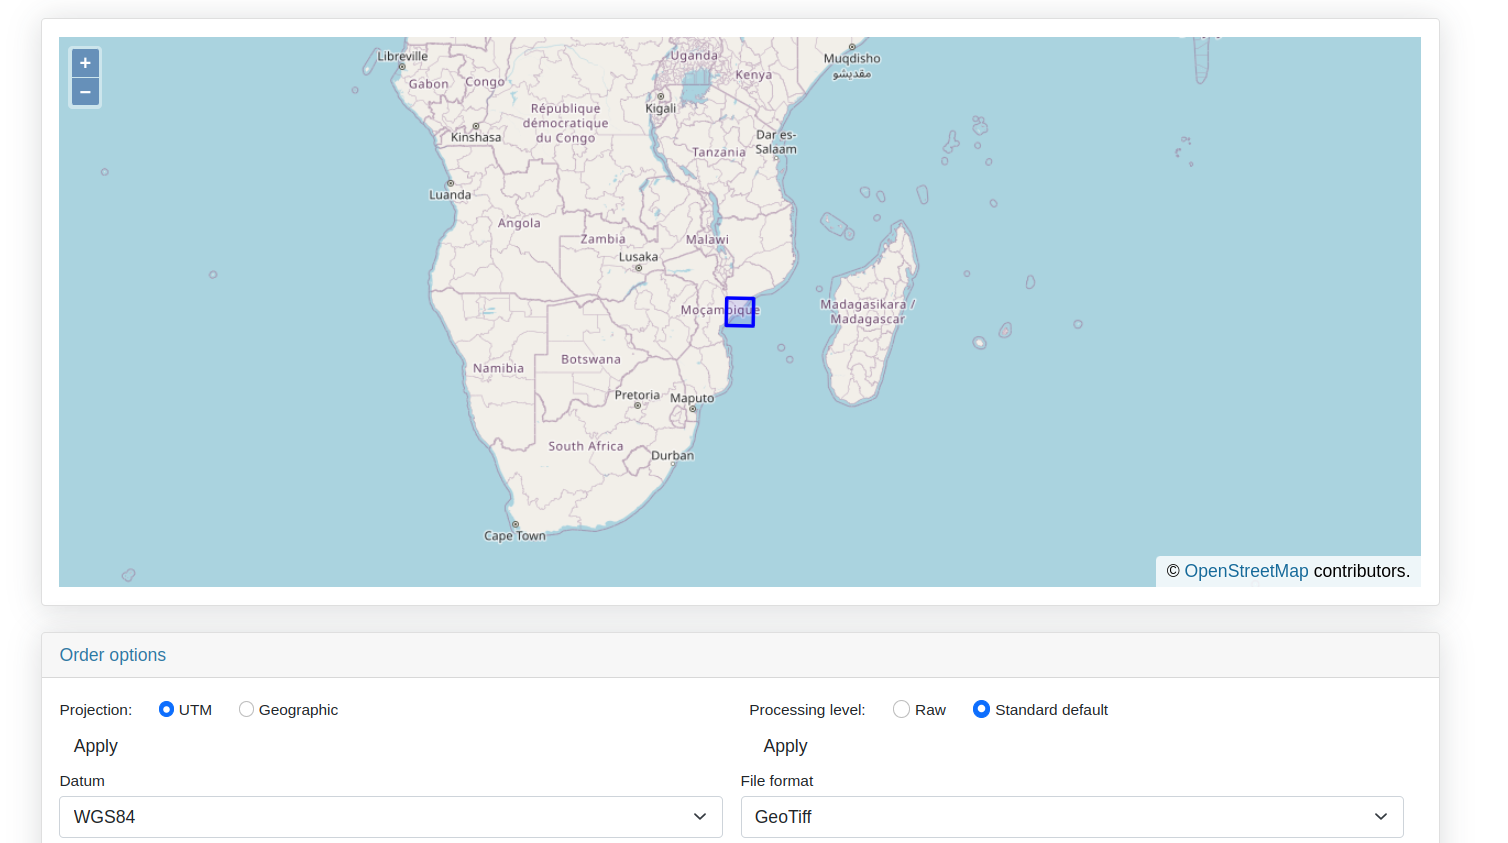 +
−
Libreville
Gabon
Congo
Uganda
Kenya
Muqdisho
مقديشو
Kigali
République
démocratique
du Congo
Kinshasa
Dar es-
Salaam
Tanzania
Luanda
Angola
Zambia
Malawi
Lusaka
Moçambique
Madagasikara /
Madagascar
Namibia
Botswana
Pretoria
Maputo
South Africa
Durban
Cape Town
© OpenStreetMap contributors.
Order options
Projection: UTM Geographic
Processing level: Raw Standard default
Apply
Apply
Datum
File format
WGS84
GeoTiff